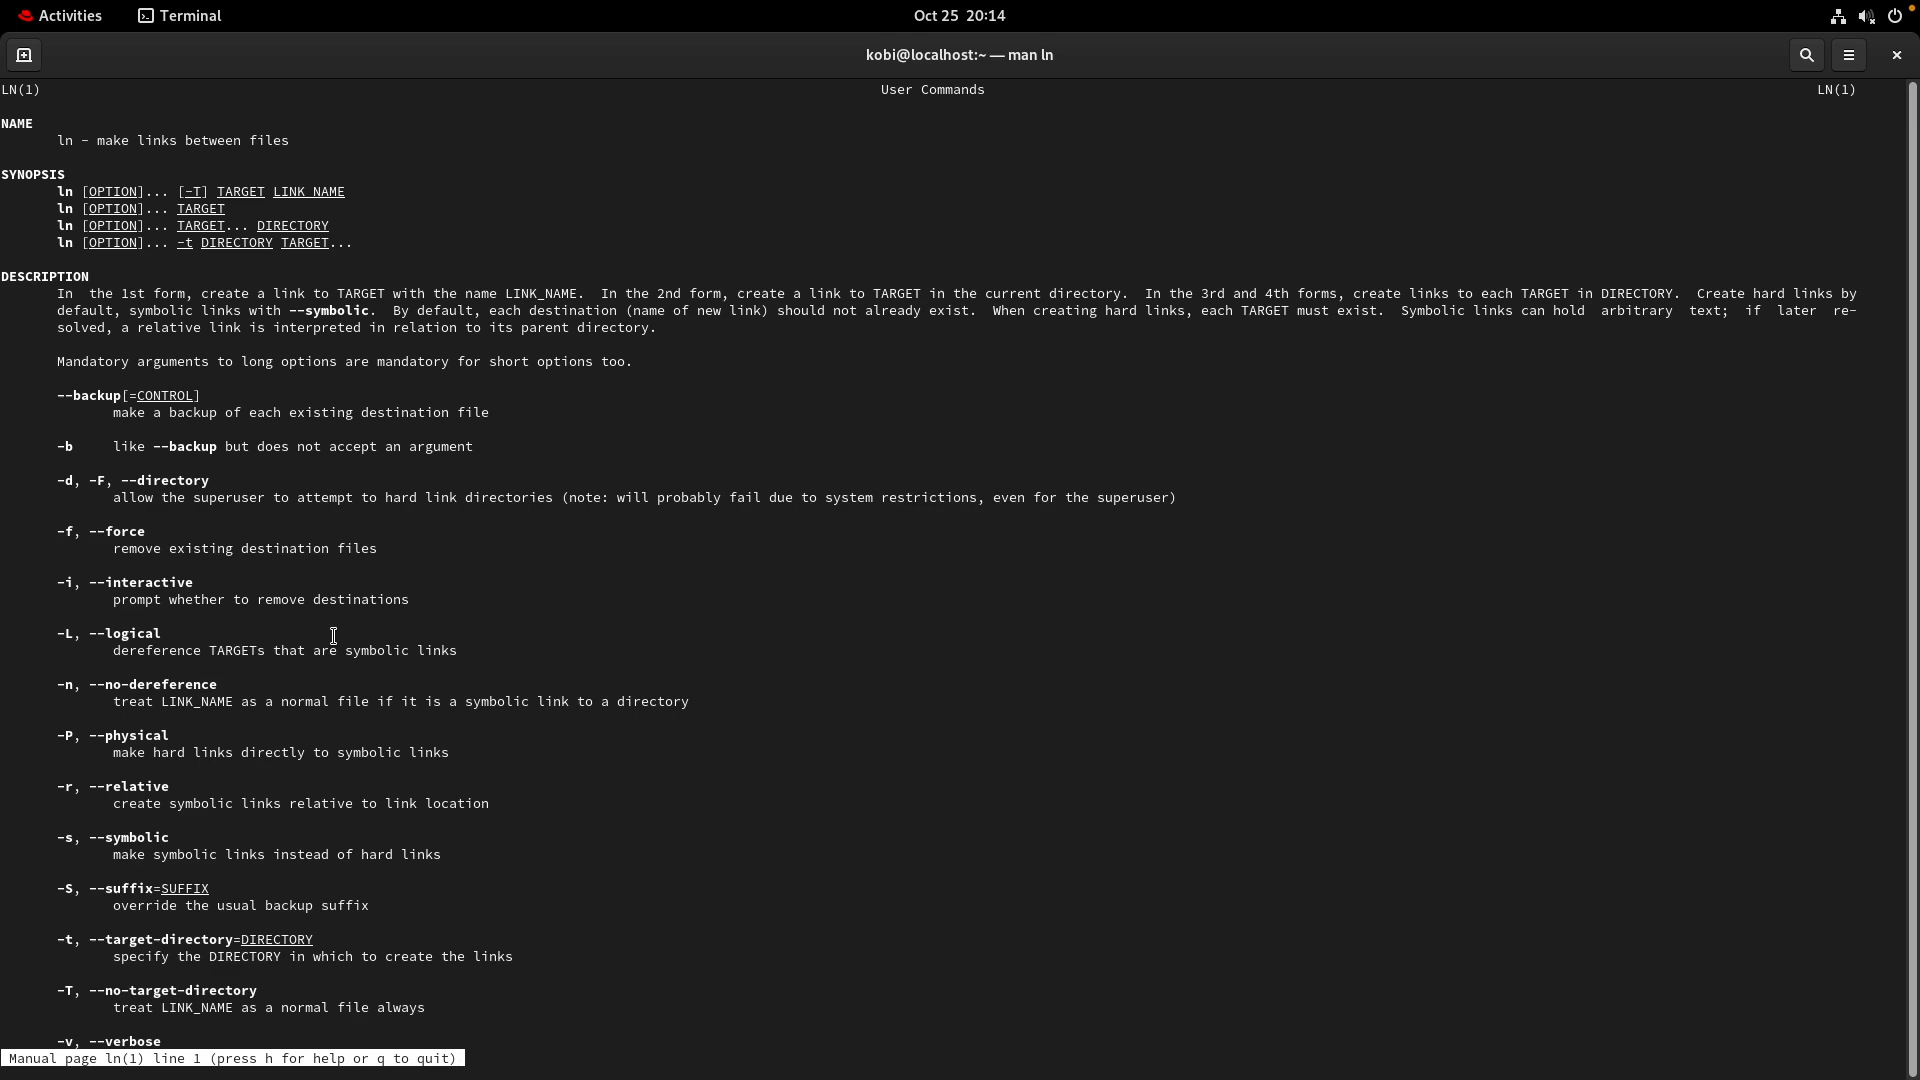 Activities Terminal Oct 25 20:14
kobi@localhost:~ — man ln
LN(1) User Commands LN(1)
NAME
ln - make links between files
SYNOPSIS
ln [OPTION]... [-T] TARGET LINK_NAME
ln [OPTION]... TARGET
ln [OPTION]... TARGET... DIRECTORY
ln [OPTION]... -t DIRECTORY TARGET...
DESCRIPTION
In  the 1st form, create a link to TARGET with the name LINK_NAME.  In the 2nd form, create a link to TARGET in the current directory.  In the 3rd and 4th forms, create links to each TARGET in DIRECTORY.  Create hard links by
default, symbolic links with --symbolic.  By default, each destination (name of new link) should not already exist.  When creating hard links, each TARGET must exist.  Symbolic links can hold  arbitrary  text;  if  later  re-
solved, a relative link is interpreted in relation to its parent directory.
Mandatory arguments to long options are mandatory for short options too.
--backup[=CONTROL]
make a backup of each existing destination file
-b     like --backup but does not accept an argument
-d, -F, --directory
allow the superuser to attempt to hard link directories (note: will probably fail due to system restrictions, even for the superuser)
-f, --force
remove existing destination files
-i, --interactive
prompt whether to remove destinations
-L, --logical
dereference TARGETs that are symbolic links
-n, --no-dereference
treat LINK_NAME as a normal file if it is a symbolic link to a directory
-P, --physical
make hard links directly to symbolic links
-r, --relative
create symbolic links relative to link location
-s, --symbolic
make symbolic links instead of hard links
-S, --suffix=SUFFIX
override the usual backup suffix
-t, --target-directory=DIRECTORY
specify the DIRECTORY in which to create the links
-T, --no-target-directory
treat LINK_NAME as a normal file always
-v, --verbose
Manual page ln(1) line 1 (press h for help or q to quit)